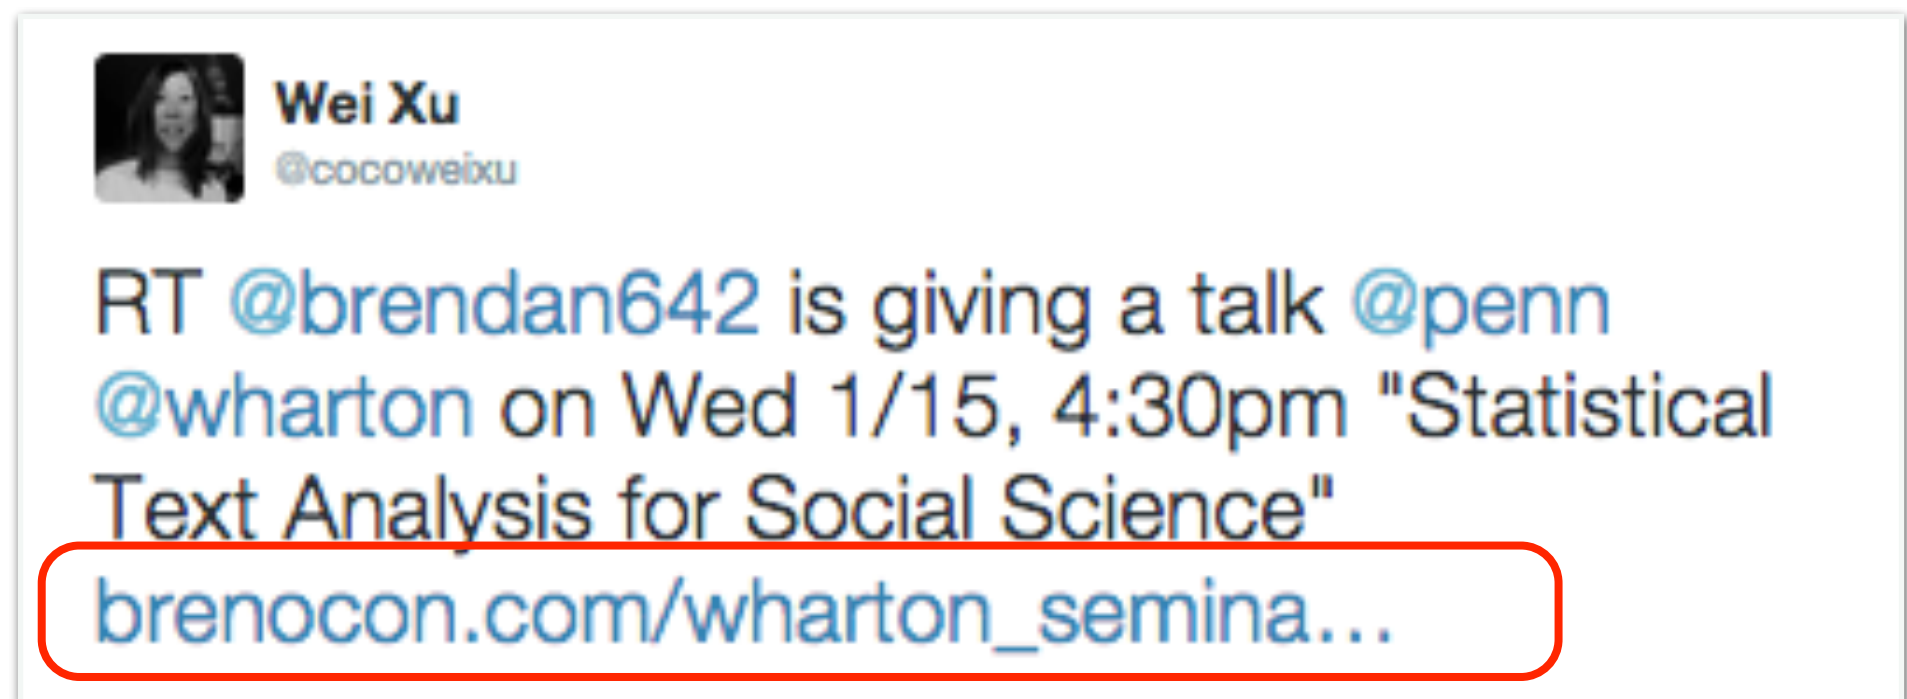 Wei Xu
@cocoweixu
RT @brendan642 is giving a talk @penn
@wharton on Wed 1/15, 4:30pm "Statistical
Text Analysis for Social Science"
brenocon.com/wharton_semina...